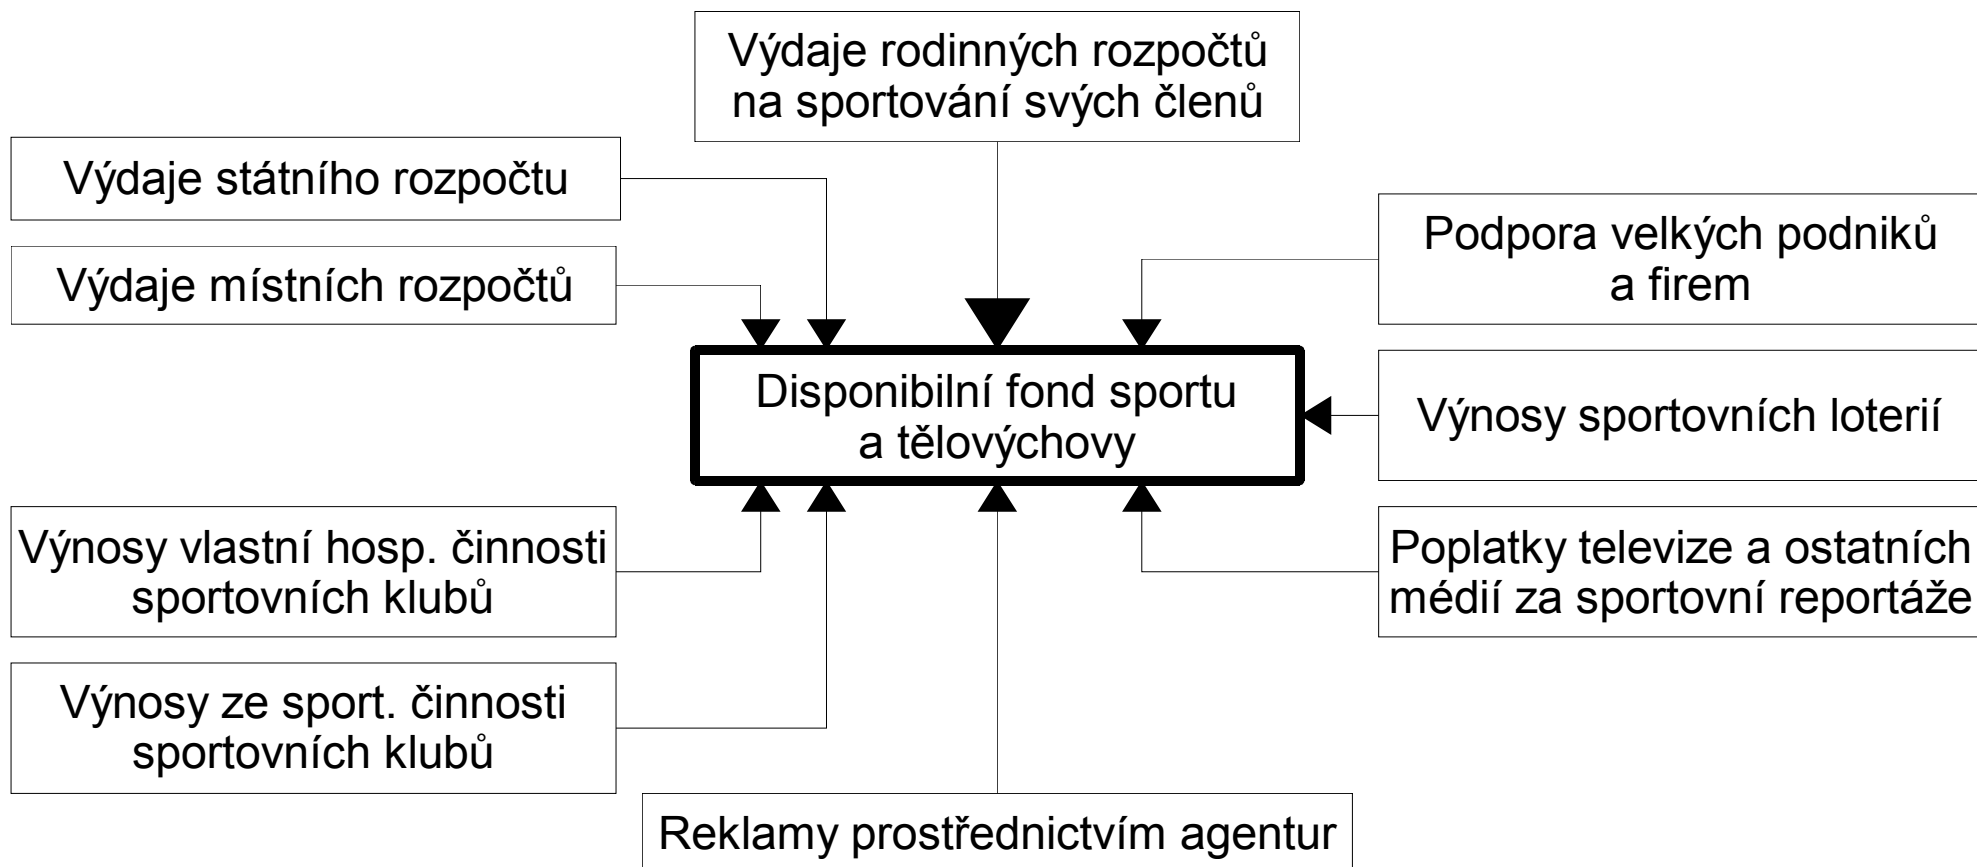 Výdaje rodinných rozpočtů
na sportování svých členů
Výdaje státního rozpočtu
Výdaje místních rozpočtů
Podpora velkých podniků
a firem
Disponibilní fond sportu
a tělovýchovy
Výnosy sportovních loterií
Výnosy vlastní hosp. činnosti
sportovních klubů
Poplatky televize a ostatních
médií za sportovní reportáže
Výnosy ze sport. činnosti
sportovních klubů
Reklamy prostřednictvím agentur